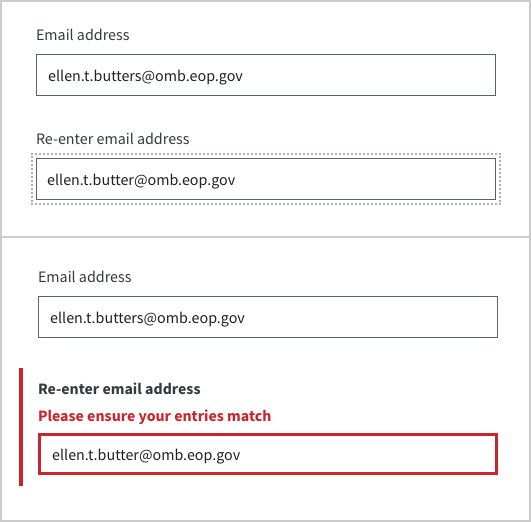 Email address
ellen.t.butters@omb.eop.gov
Re-enter email address
ellen.t.butter@omb.eop.gov
Email address
ellen.t.butters@omb.eop.gov
Re-enter email address
Please ensure your entries match
ellen.t.butter@omb.eop.gov